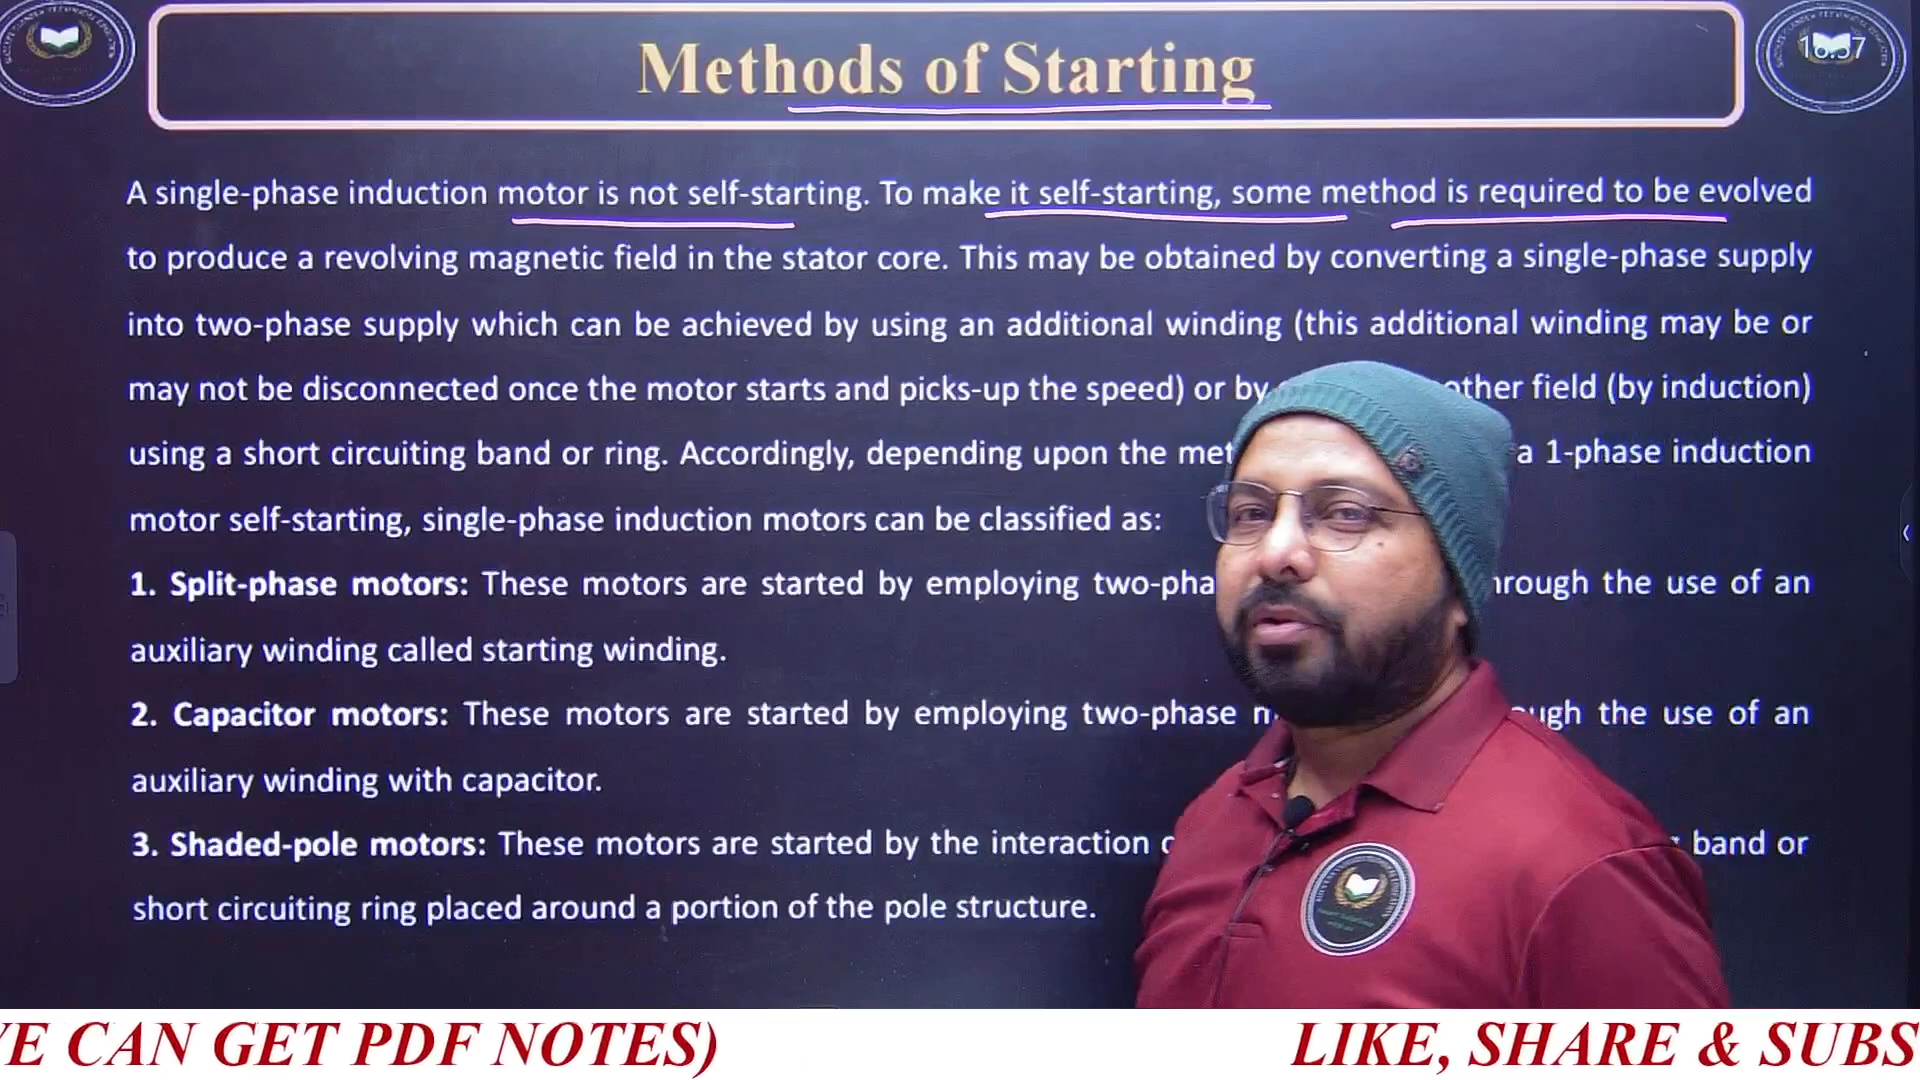 Methods of Starting
A single-phase induction motor is not self-starting. To make it self-starting, some method is required to be evolved
to produce a revolving magnetic field in the stator core. This may be obtained by converting a single-phase supply
into two-phase supply which can be achieved by using an additional winding (this additional winding may be or
may not be disconnected once the motor starts and picks-up the speed) or by other field (by induction)
using a short circuiting band or ring. Accordingly, depending upon the a 1-phase induction
motor self-starting, single-phase induction motors can be classified as:
1. Split-phase motors: These motors are started by employing two-pha hrough the use of an
auxiliary winding called starting winding.
2. Capacitor motors: These motors are started by employing two-phase ugh the use of an
auxiliary winding with capacitor.
3. Shaded-pole motors: These motors are started by the interaction band or
short circuiting ring placed around a portion of the pole structure.
VE CAN GET PDF NOTES) LIKE, SHARE & SUBS